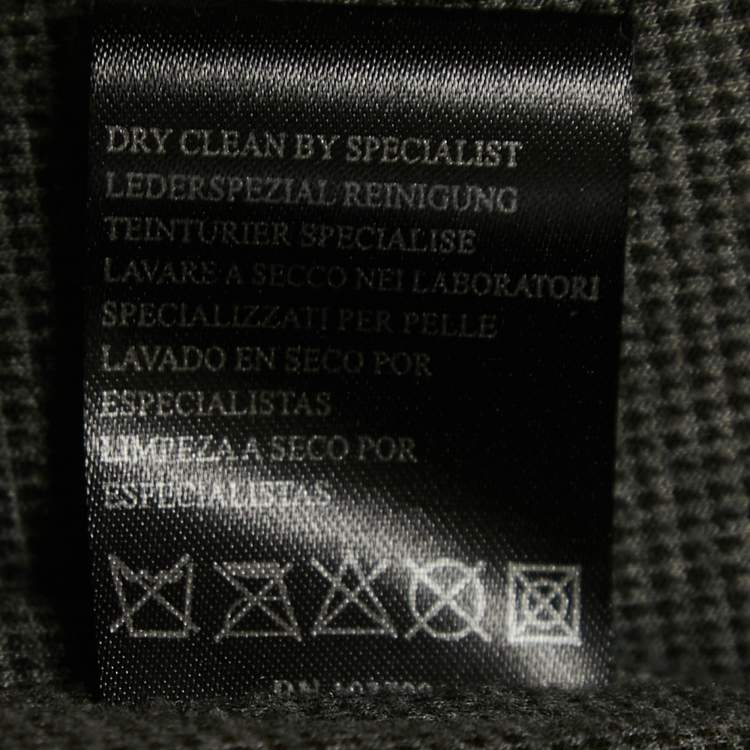 DRY CLEAN BY SPECIALIST
LEDERSPEZIAL REINIGUNG
TEINTURIER SPECIALISE
LAVARE A SECCO NEI LABORATORI
SPECIALIZZATI PER PELLE
LAVADO EN SECO POR
ESPECIALISTAS
LIMPEZA A SECO POR
ESPECIALISTAS
RN